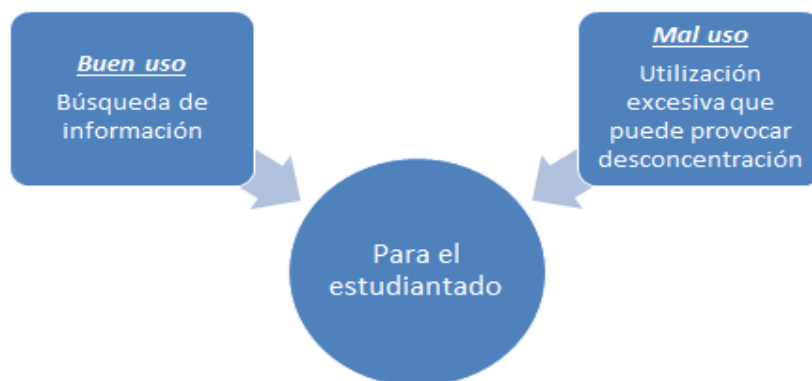 Buen uso
Búsqueda de
información
Mal uso
Utilización
excesiva que
puede provocar
desconcentración
Para el
estudiantado